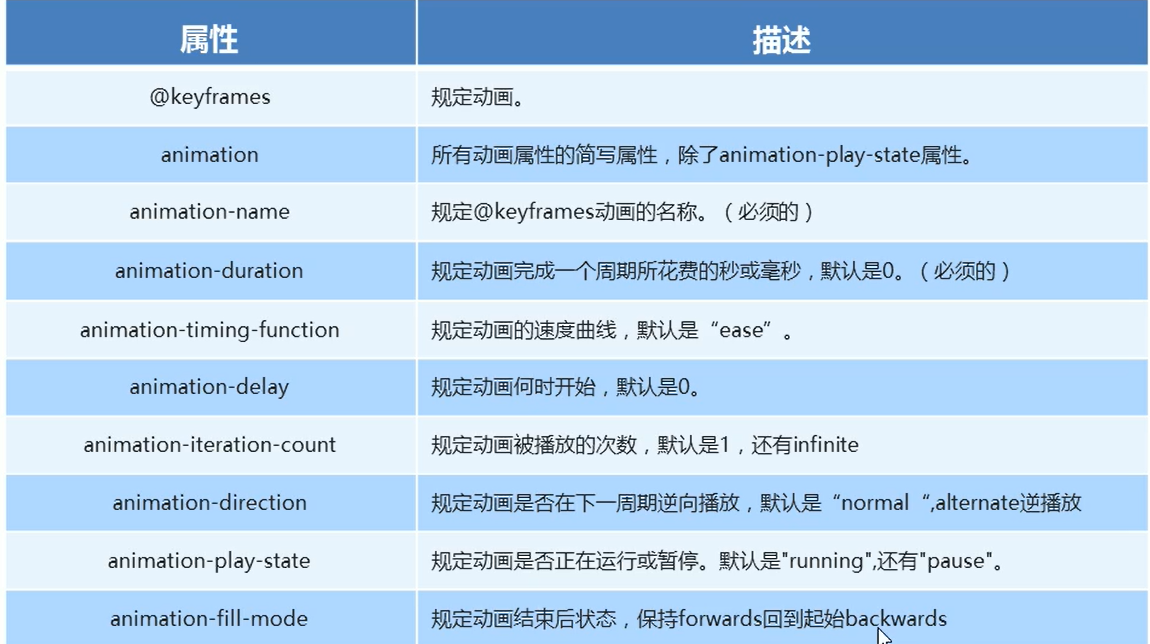 属性 描述
@keyframes 规定动画。
animation 所有动画属性的简写属性，除了animation-play-state属性。
animation-name 规定@keyframes动画的名称。（必须的）
animation-duration 规定动画完成一个周期所花费的秒或毫秒，默认是0。（必须的）
animation-timing-function 规定动画的速度曲线，默认是“ease”。
animation-delay 规定动画何时开始，默认是0。
animation-iteration-count 规定动画被播放的次数，默认是1，还有infinite
animation-direction 规定动画是否在下一周期逆向播放，默认是“normal“,alternate逆播放
animation-play-state 规定动画是否正在运行或暂停。默认是"running",还有"pause"。
animation-fill-mode 规定动画结束后状态，保持forwards回到起始backwards